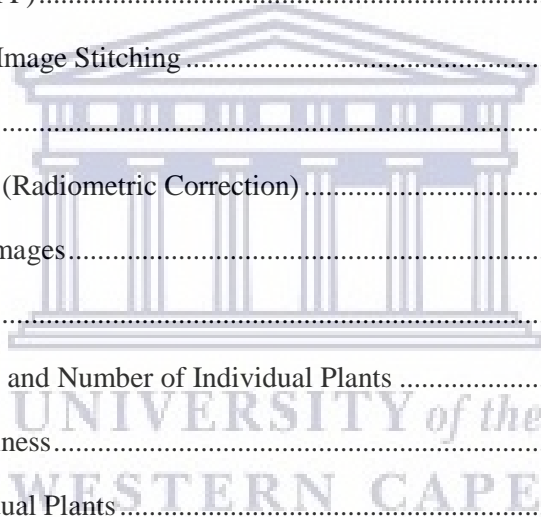 )....................................................
Image Stitching ....................................................
....................................................
(Radiometric Correction) ....................................................
mages....................................................
....................................................
and Number of Individual Plants ....................................................
UNIVERSITY of the
ness....................................................
WESTERN CAPE
ual Plants....................................................